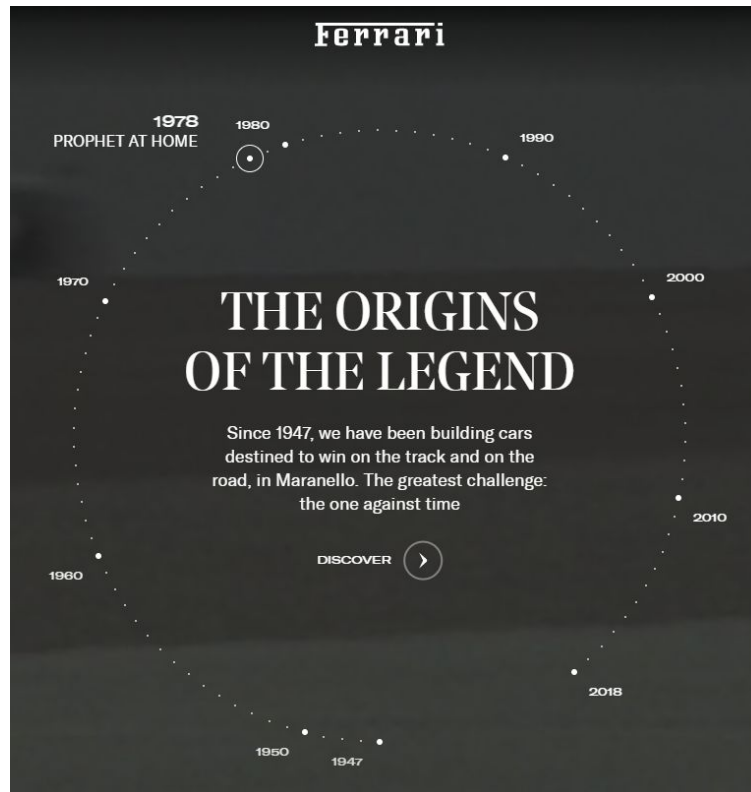 Ferrari
1978
PROPHET AT HOME
1980
1990
1970
2000
THE ORIGINS
OF THE LEGEND
Since 1947, we have been building cars
destined to win on the track and on the
road, in Maranello. The greatest challenge:
the one against time
2010
DISCOVER
1960
2018
1950
1947